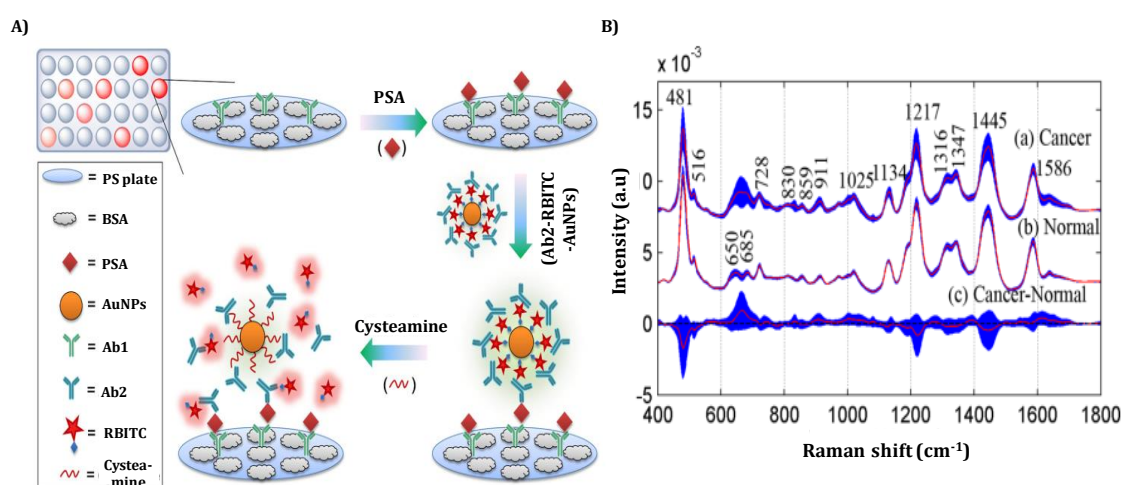 A)
PSA
(    )
(Ab2-RBITC
-AuNPs)
Cysteamine
(    )
= PS plate
= BSA
= PSA
= AuNPs
= Ab1
= Ab2
= RBITC
= Cystea-
mine
B)
x 10⁻³
15
10
5
0
-5
Intensity (a.u)
481
516
650
685
728
830
859
911
1025
1134
1217
1316
1347
1445
1586
(a) Cancer
(b) Normal
(c) Cancer-Normal
400 600 800 1000 1200 1400 1600 1800
Raman shift (cm⁻¹)